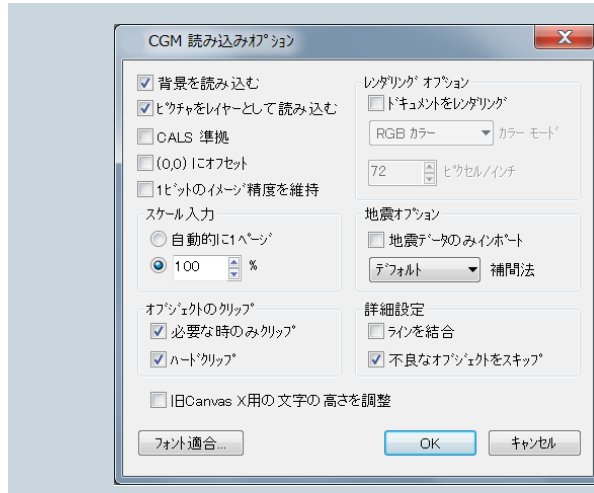 CGM 読み込みｵﾌﾟｼｮﾝ
背景を読み込む
ﾋﾟｸﾁｬをﾚｲﾔｰとして読み込む
CALS 準拠
(0,0) にｵﾌｾｯﾄ
1ﾋﾞｯﾄのｲﾒｰｼﾞ精度を維持
ｽｹｰﾙ入力
自動的に1ﾍﾟｰｼﾞ
100 %
ｵﾌﾞｼﾞｪｸﾄのｸﾘｯﾌﾟ
必要な時のみｸﾘｯﾌﾟ
ﾊｰﾄﾞｸﾘｯﾌﾟ
ﾚﾝﾀﾞﾘﾝｸﾞ ｵﾌﾟｼｮﾝ
ﾄﾞｷｭﾒﾝﾄをﾚﾝﾀﾞﾘﾝｸﾞ
RGB ｶﾗｰ ｶﾗｰ ﾓｰﾄﾞ
72 ﾋﾟｸｾﾙ/ｲﾝﾁ
地震ｵﾌﾟｼｮﾝ
地震ﾃﾞｰﾀのみｲﾝﾎﾟｰﾄ
ﾃﾞﾌｫﾙﾄ 補間法
詳細設定
ﾗｲﾝを結合
不良なｵﾌﾞｼﾞｪｸﾄをｽｷｯﾌﾟ
旧Canvas X用の文字の高さを調整
ﾌｫﾝﾄ適合...
OK
ｷｬﾝｾﾙ